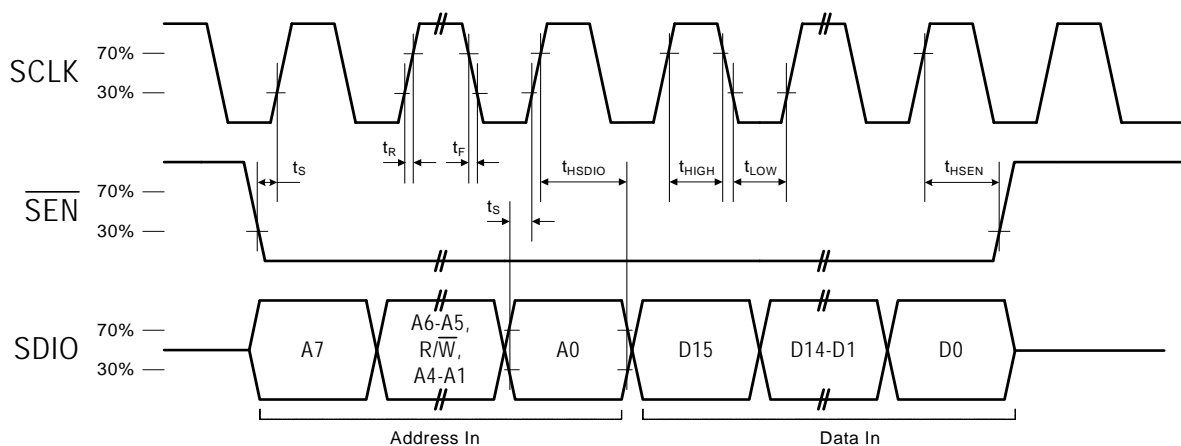 SCLK
70%
30%
tS
tR
tF
tHSDIO
tHIGH
tLOW
tHSEN
SEN
70%
30%
tS
SDIO
70%
30%
A7
A6-A5,
R/W,
A4-A1
A0
D15
D14-D1
D0
Address In
Data In